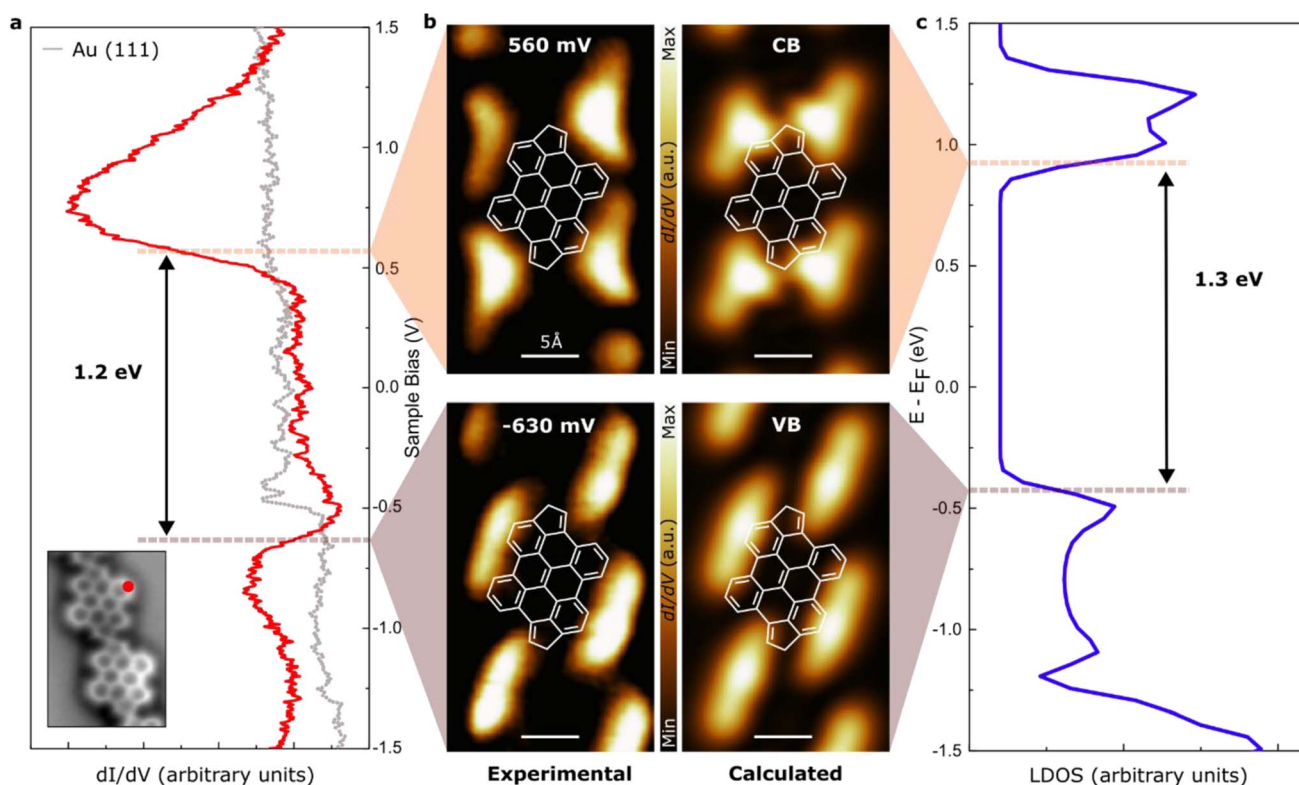 a
Au (111)
1.5
1.0
0.5
0.0
-0.5
-1.0
-1.5
Sample Bias (V)
1.2 eV
dI/dV (arbitrary units)
b
560 mV
5Å
Max
dI/dV (a.u.)
Min
CB
-630 mV
Max
dI/dV (a.u.)
Min
VB
Experimental
Calculated
c
1.5
1.0
0.5
0.0
-0.5
-1.0
-1.5
E - EF (eV)
1.3 eV
LDOS (arbitrary units)